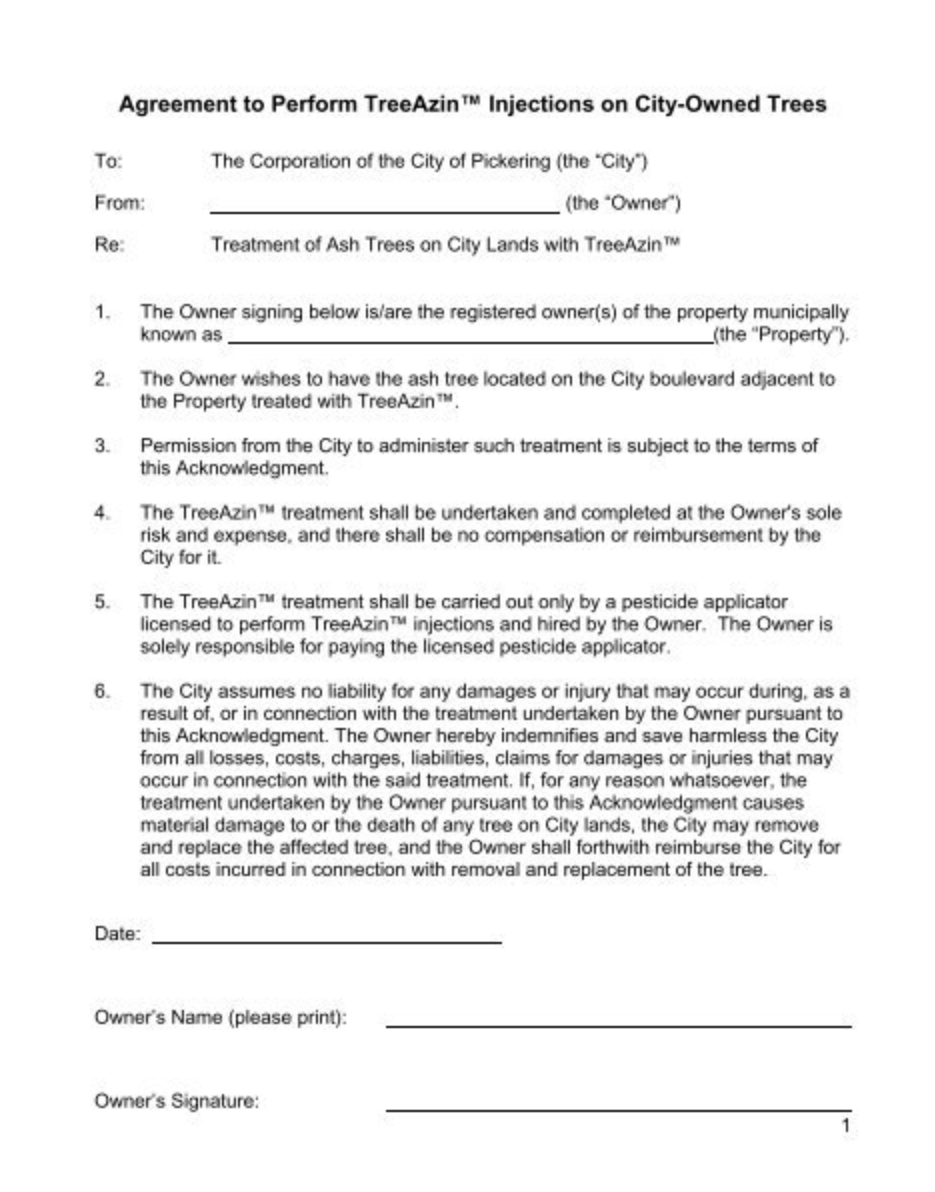 Agreement to Perform TreeAzin™ Injections on City-Owned Trees
To: The Corporation of the City of Pickering (the “City”)
From: (the “Owner”)
Re: Treatment of Ash Trees on City Lands with TreeAzin™
1. The Owner signing below is/are the registered owner(s) of the property municipally
known as (the “Property”).
2. The Owner wishes to have the ash tree located on the City boulevard adjacent to
the Property treated with TreeAzin™.
3. Permission from the City to administer such treatment is subject to the terms of
this Acknowledgment.
4. The TreeAzin™ treatment shall be undertaken and completed at the Owner's sole
risk and expense, and there shall be no compensation or reimbursement by the
City for it.
5. The TreeAzin™ treatment shall be carried out only by a pesticide applicator
licensed to perform TreeAzin™ injections and hired by the Owner. The Owner is
solely responsible for paying the licensed pesticide applicator.
6. The City assumes no liability for any damages or injury that may occur during, as a
result of, or in connection with the treatment undertaken by the Owner pursuant to
this Acknowledgment. The Owner hereby indemnifies and save harmless the City
from all losses, costs, charges, liabilities, claims for damages or injuries that may
occur in connection with the said treatment. If, for any reason whatsoever, the
treatment undertaken by the Owner pursuant to this Acknowledgment causes
material damage to or the death of any tree on City lands, the City may remove
and replace the affected tree, and the Owner shall forthwith reimburse the City for
all costs incurred in connection with removal and replacement of the tree.
Date:
Owner's Name (please print):
Owner's Signature:
1